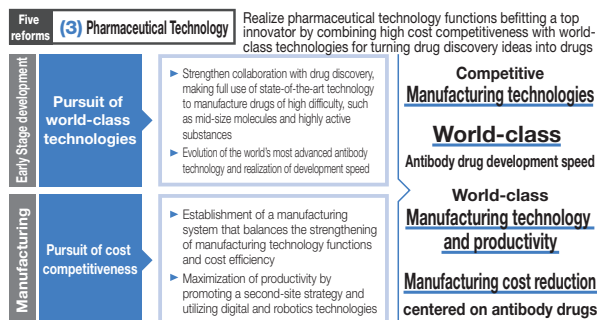 Five
reforms
(3) Pharmaceutical Technology
Realize pharmaceutical technology functions befitting a top
innovator by combining high cost competitiveness with world-
class technologies for turning drug discovery ideas into drugs
Early Stage development
Pursuit of
world-class
technologies
► Strengthen collaboration with drug discovery,
making full use of state-of-the-art technology
to manufacture drugs of high difficulty, such
as mid-size molecules and highly active
substances
► Evolution of the world's most advanced antibody
technology and realization of development speed
Competitive
Manufacturing technologies
World-class
Antibody drug development speed
Manufacturing
Pursuit of cost
competitiveness
► Establishment of a manufacturing
system that balances the strengthening
of manufacturing technology functions
and cost efficiency
► Maximization of productivity by
promoting a second-site strategy and
utilizing digital and robotics technologies
World-class
Manufacturing technology
and productivity
Manufacturing cost reduction
centered on antibody drugs